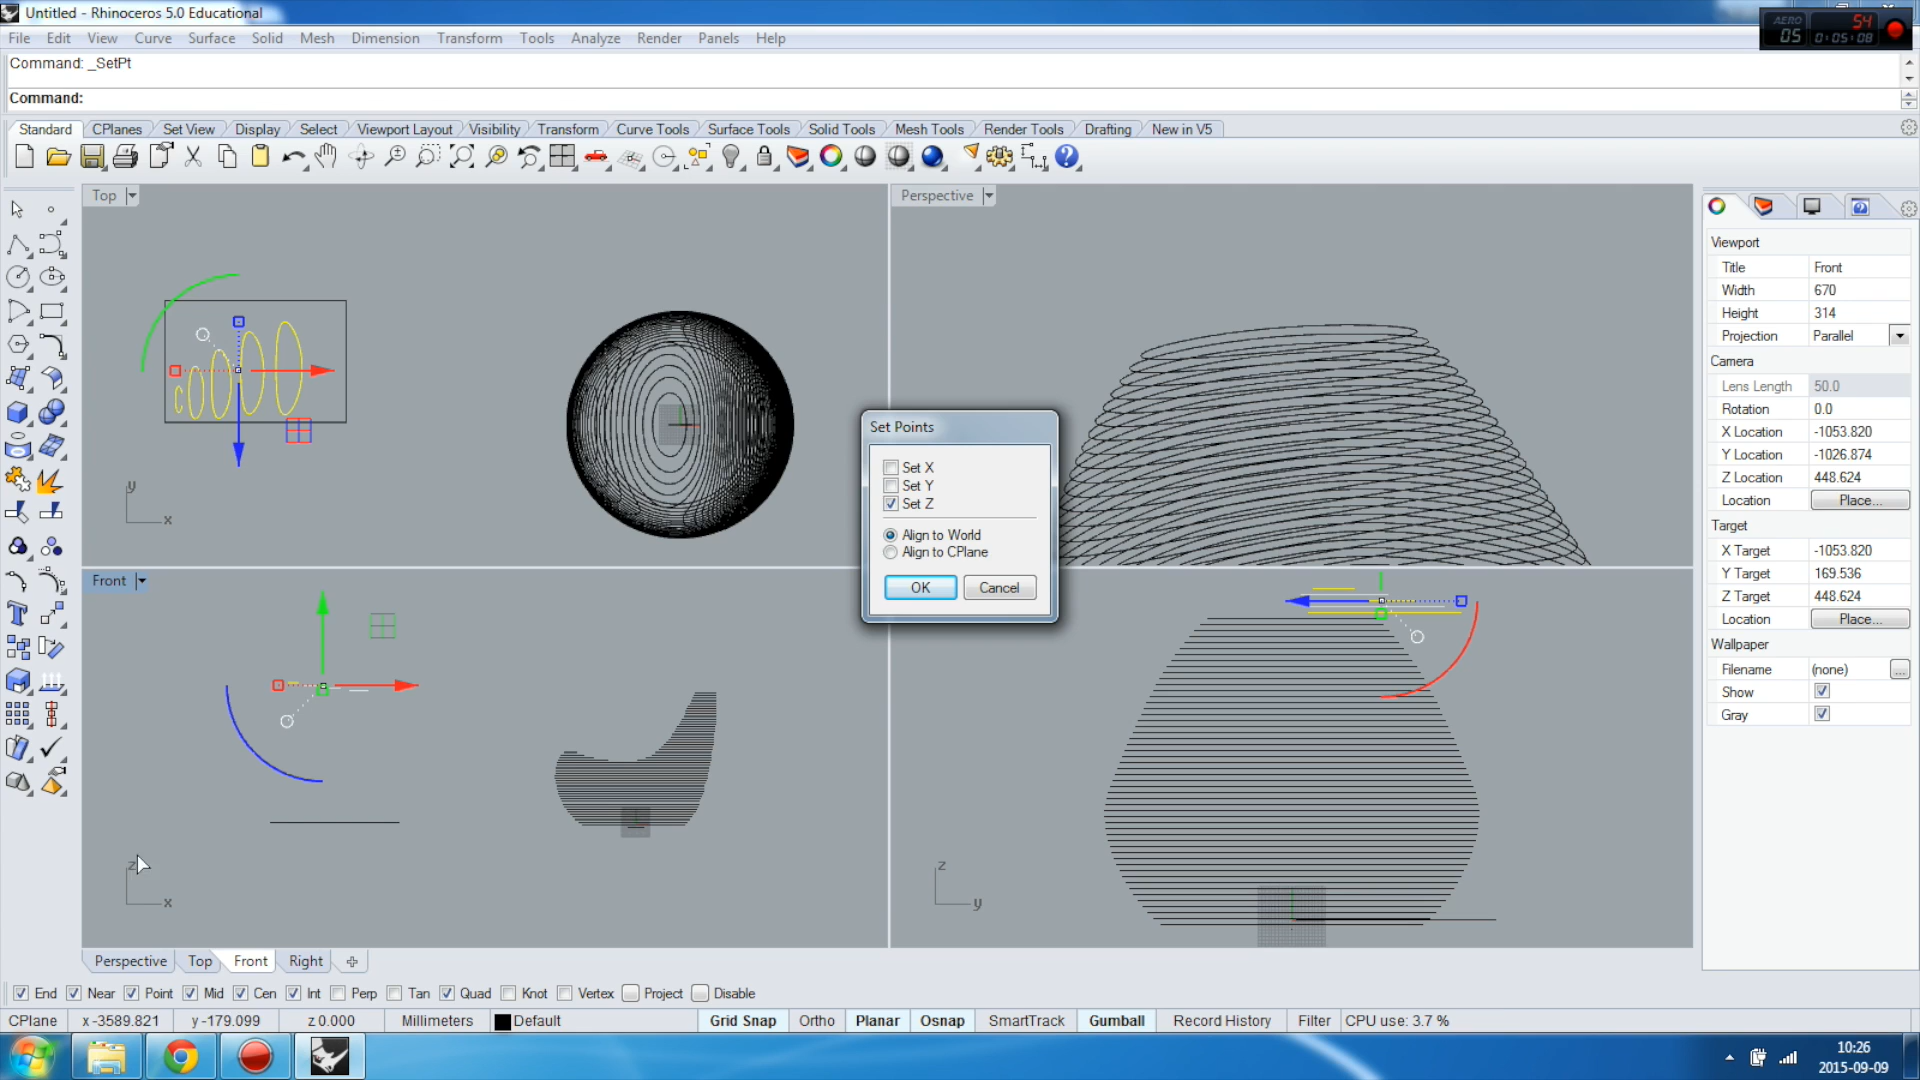 Untitled - Rhinoceros 5.0 Educational
AERO 05 54 0:05:08
File Edit View Curve Surface Solid Mesh Dimension Transform Tools Analyze Render Panels Help
Command: _SetPt
Command:
Standard CPlanes Set View Display Select Viewport Layout Visibility Transform Curve Tools Surface Tools Solid Tools Mesh Tools Render Tools Drafting New in V5
Top
y
x
Perspective
Front
z
x
z
y
Set Points
Set X
Set Y
Set Z
Align to World
Align to CPlane
OK Cancel
Viewport
Title Front
Width 670
Height 314
Projection Parallel
Camera
Lens Length 50.0
Rotation 0.0
X Location -1053.820
Y Location -1026.874
Z Location 448.624
Location Place...
Target
X Target -1053.820
Y Target 169.536
Z Target 448.624
Location Place...
Wallpaper
Filename (none) ...
Show
Gray
Perspective Top Front Right
End Near Point Mid Cen Int Perp Tan Quad Knot Vertex Project Disable
CPlane x -3589.821 y -179.099 z 0.000 Millimeters Default Grid Snap Ortho Planar Osnap SmartTrack Gumball Record History Filter CPU use: 3.7 %
10:26
2015-09-09